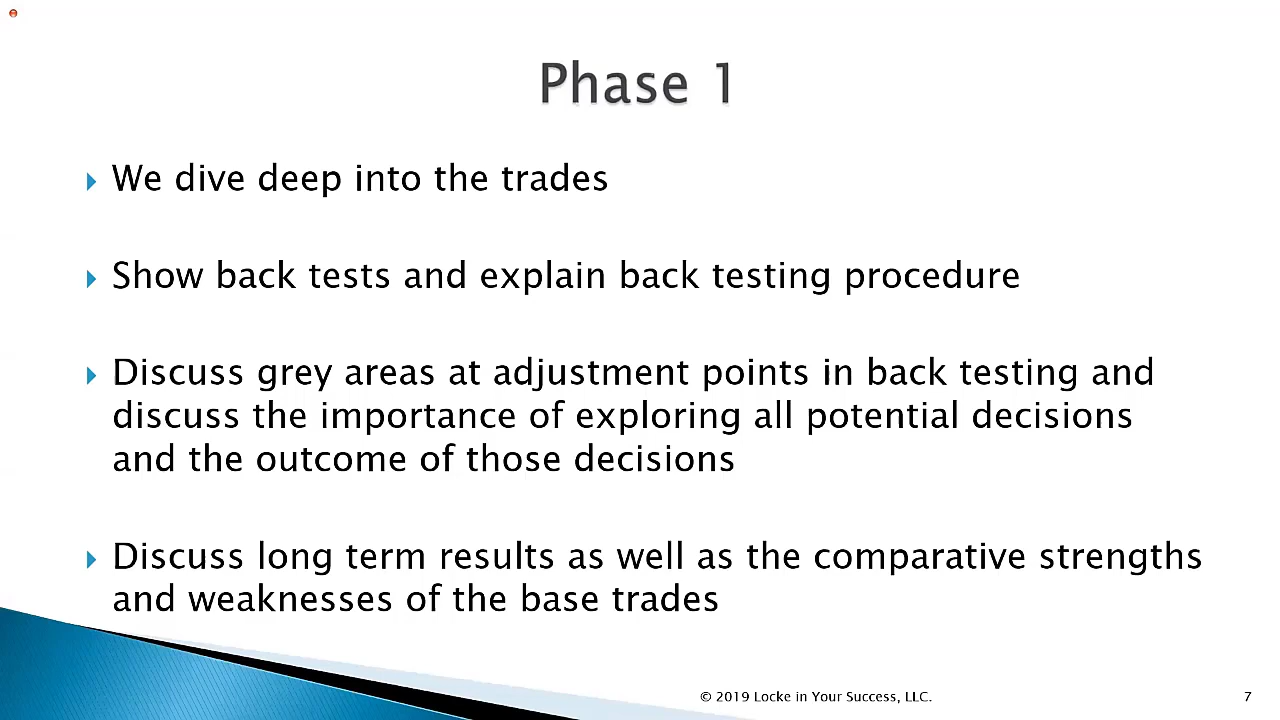 Phase 1
We dive deep into the trades
Show back tests and explain back testing procedure
Discuss grey areas at adjustment points in back testing and
discuss the importance of exploring all potential decisions
and the outcome of those decisions
Discuss long term results as well as the comparative strengths
and weaknesses of the base trades
© 2019 Locke in Your Success, LLC.
7